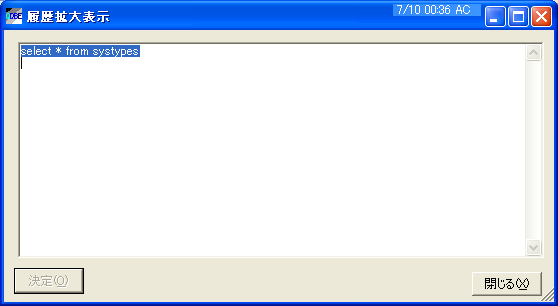 DBE
履歴拡大表示
7/10 00:36 AC
select * from systypes
決定(O)
閉じる(X)